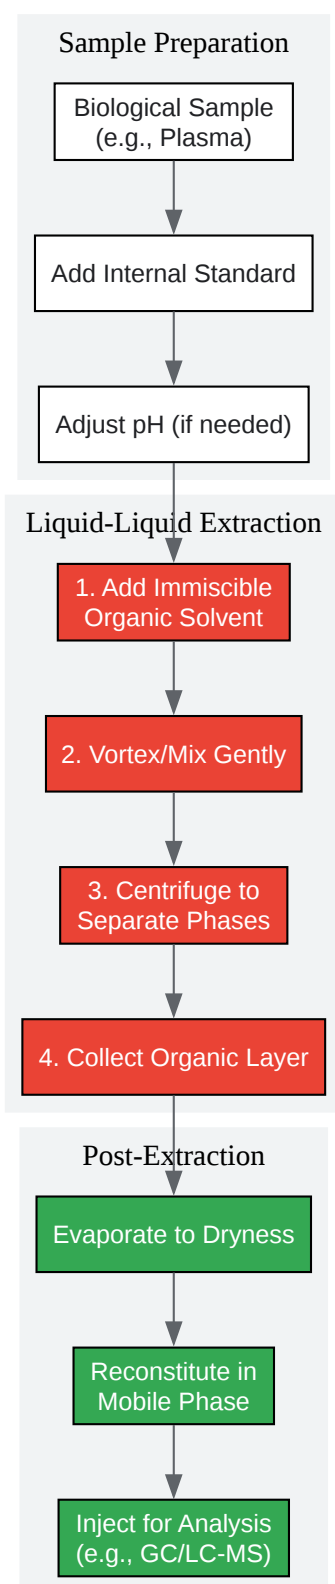 Sample Preparation
Biological Sample
(e.g., Plasma)
Add Internal Standard
Adjust pH (if needed)
Liquid-Liquid Extraction
1. Add Immiscible
Organic Solvent
2. Vortex/Mix Gently
3. Centrifuge to
Separate Phases
4. Collect Organic Layer
Post-Extraction
Evaporate to Dryness
Reconstitute in
Mobile Phase
Inject for Analysis
(e.g., GC/LC-MS)